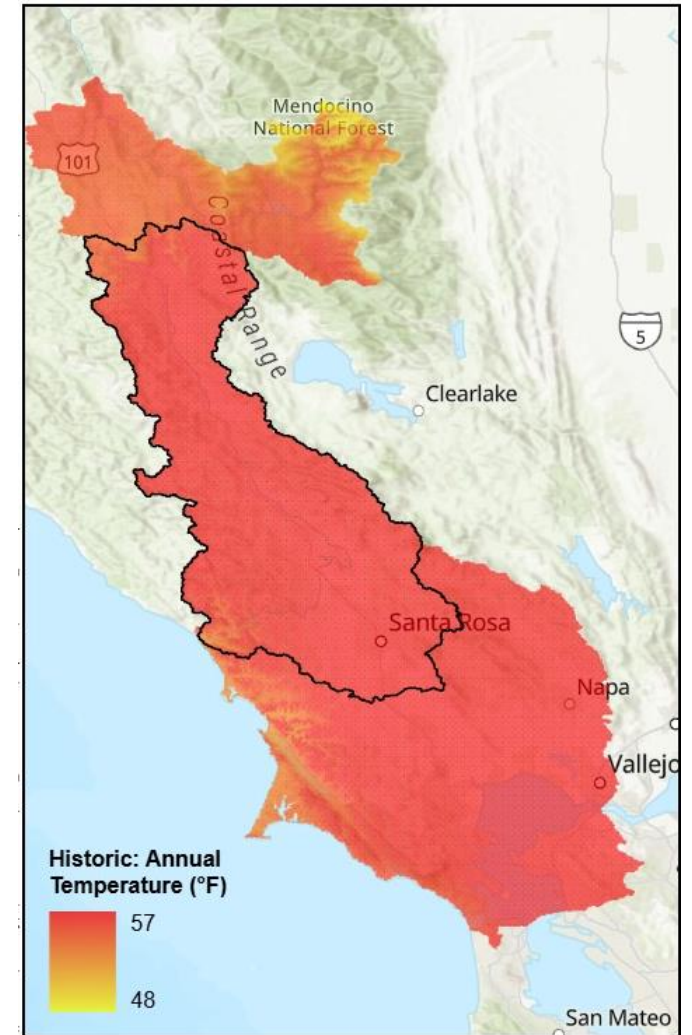 Mendocino
National Forest
101
Coastal Range
5
Clearlake
Santa Rosa
Napa
Vallejo
Historic: Annual
Temperature (°F)
57
48
San Mateo